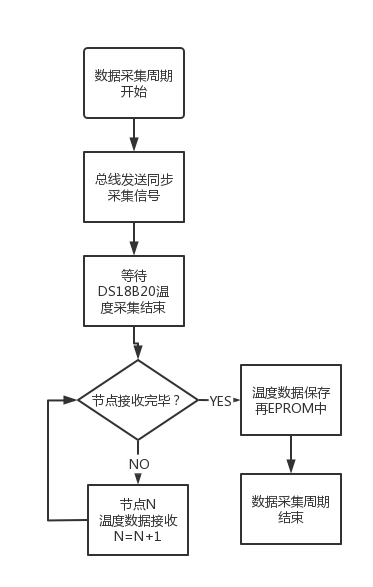 数据采集周期
开始
总线发送同步
采集信号
等待
DS18B20温
度采集结束
节点接收完毕？
YES
温度数据保存
再EPROM中
NO
节点N
温度数据接收
N=N+1
数据采集周期
结束